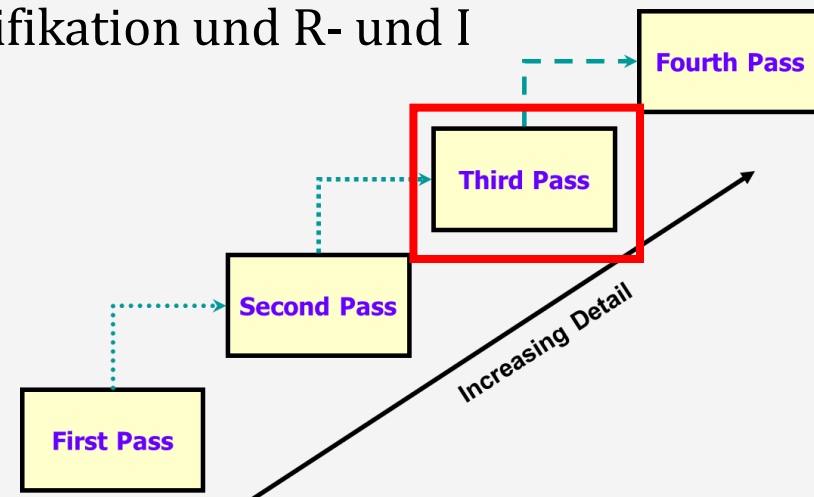 ifikation und R- und I
Fourth Pass
Third Pass
Second Pass
Increasing Detail
First Pass